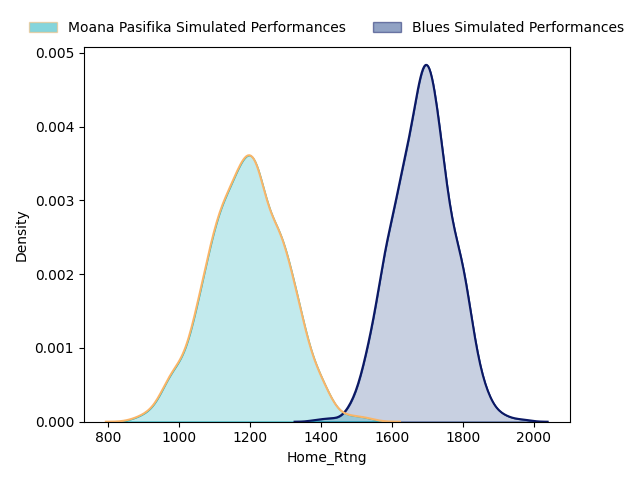 Moana Pasifika Simulated Performances Blues Simulated Performances
0.005
0.004
0.003
0.002
0.001
0.000
Density
800 1000 1200 1400 1600 1800 2000
Home_Rtng